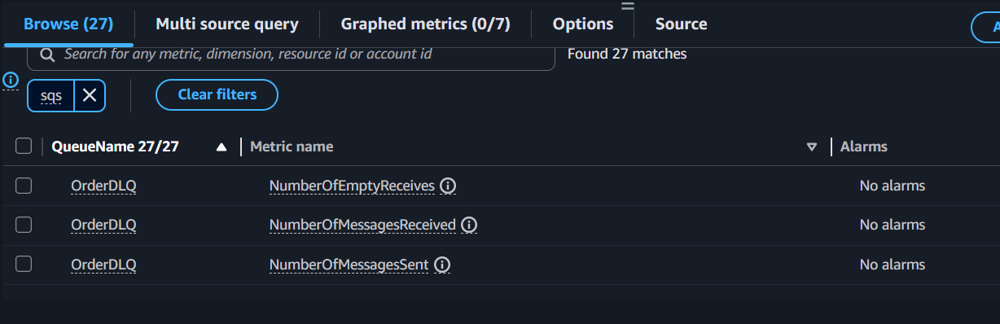 Browse (27) Multi source query Graphed metrics (0/7) Options Source
Search for any metric, dimension, resource id or account id Found 27 matches
sqs Clear filters
QueueName 27/27 Metric name Alarms
OrderDLQ NumberOfEmptyReceives No alarms
OrderDLQ NumberOfMessagesReceived No alarms
OrderDLQ NumberOfMessagesSent No alarms